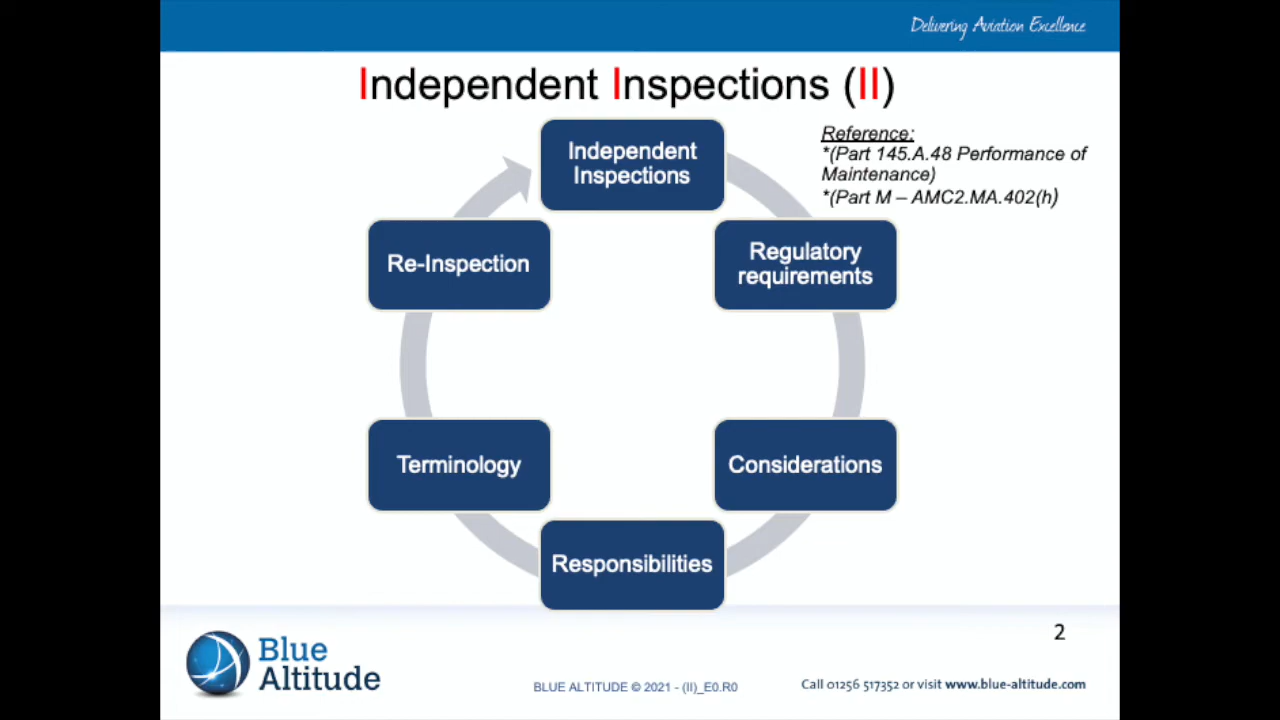 Delivering Aviation Excellence
Independent Inspections (II)
Reference:
*(Part 145.A.48 Performance of
Maintenance)
*(Part M – AMC2.MA.402(h)
Independent
Inspections
Regulatory
requirements
Considerations
Responsibilities
Terminology
Re-Inspection
2
Blue
Altitude
BLUE ALTITUDE © 2021 - (II)_E0.R0
Call 01256 517352 or visit www.blue-altitude.com